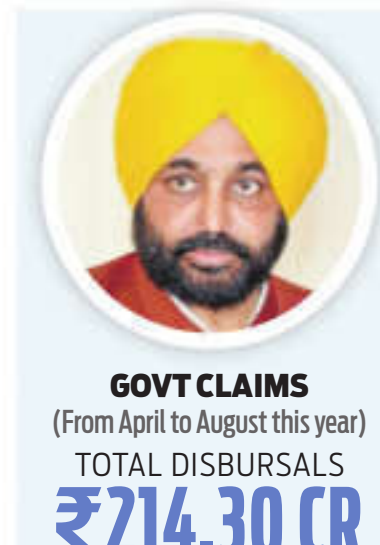 GOVT CLAIMS
(From April to August this year)
TOTAL DISBURSALS
₹214.30 CR